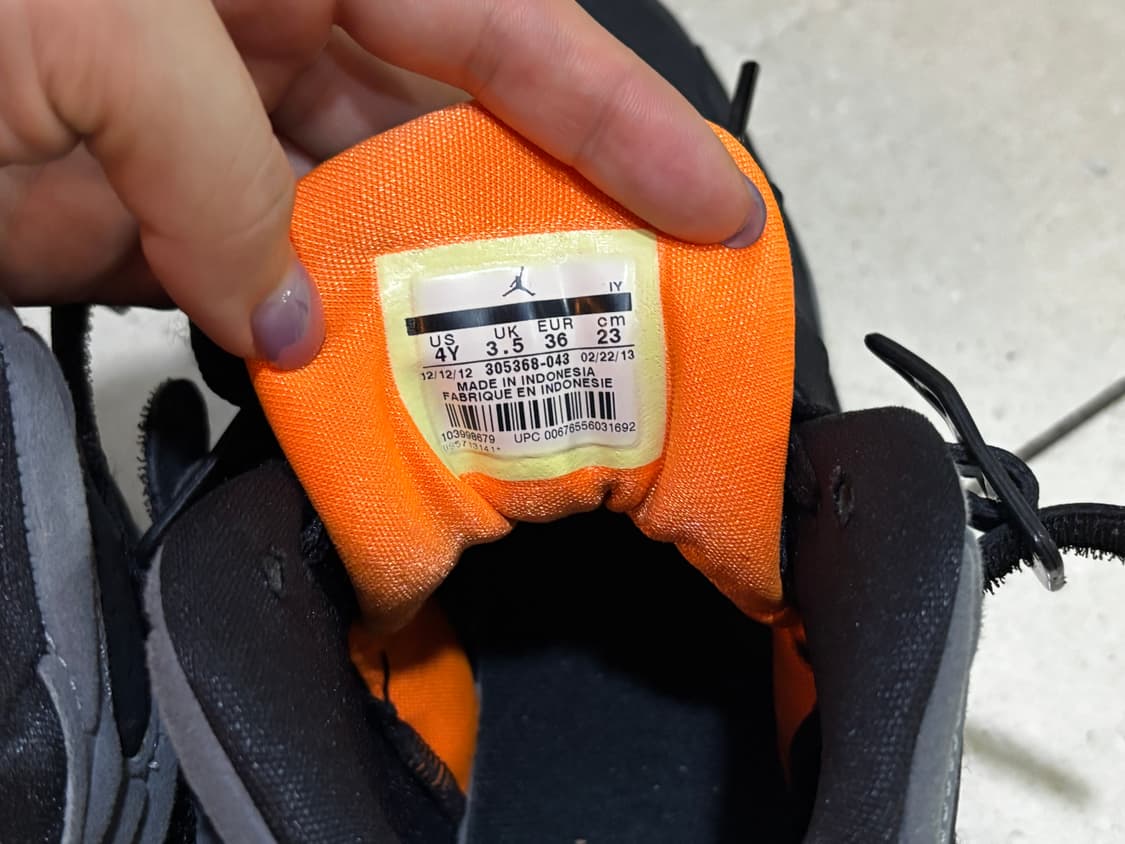 IY
US UK EUR cm
4Y 3.5 36 23
12/12/12 305368-043 02/22/13
MADE IN INDONESIA
FABRIQUE EN INDONESIE
103998679 UPC 00676556031692